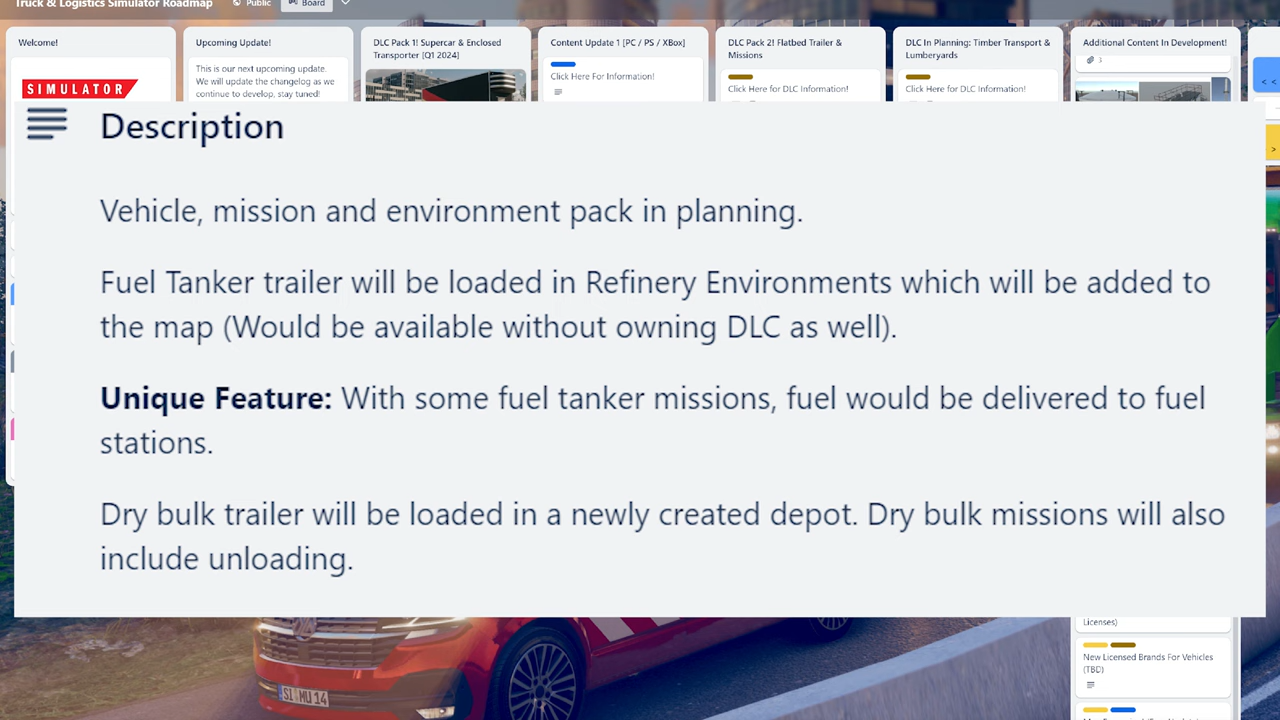 Truck & Logistics Simulator Roadmap
Public
Board
Welcome!
SIMULATOR
Upcoming Update!
This is our next upcoming update.
We will update the changelog as we
continue to develop, stay tuned!
DLC Pack 1! Supercar & Enclosed
Transporter [Q1 2024]
Content Update 1 [PC / PS / XBox]
Click Here For Information!
DLC Pack 2! Flatbed Trailer &
Missions
Click Here for DLC Information!
DLC In Planning: Timber Transport &
Lumberyards
Click Here for DLC Information!
Additional Content In Development!
3
Description
Vehicle, mission and environment pack in planning.
Fuel Tanker trailer will be loaded in Refinery Environments which will be added to
the map (Would be available without owning DLC as well).
Unique Feature: With some fuel tanker missions, fuel would be delivered to fuel
stations.
Dry bulk trailer will be loaded in a newly created depot. Dry bulk missions will also
include unloading.
Licenses)
New Licensed Brands For Vehicles
(TBD)
SI MU 14